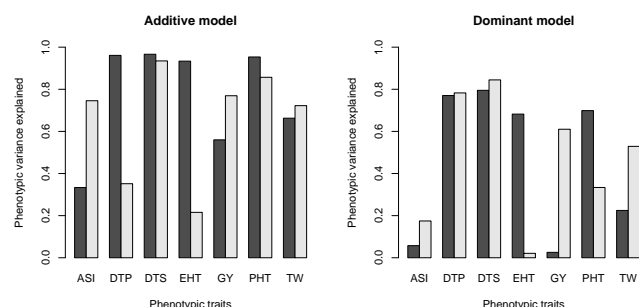 Additive model
Phenotypic variance explained
1.0
0.8
0.6
0.4
0.2
0.0
ASI DTP DTS EHT GY PHT TW
Phenotypic traits
Dominant model
Phenotypic variance explained
1.0
0.8
0.6
0.4
0.2
0.0
ASI DTP DTS EHT GY PHT TW
Phenotypic traits